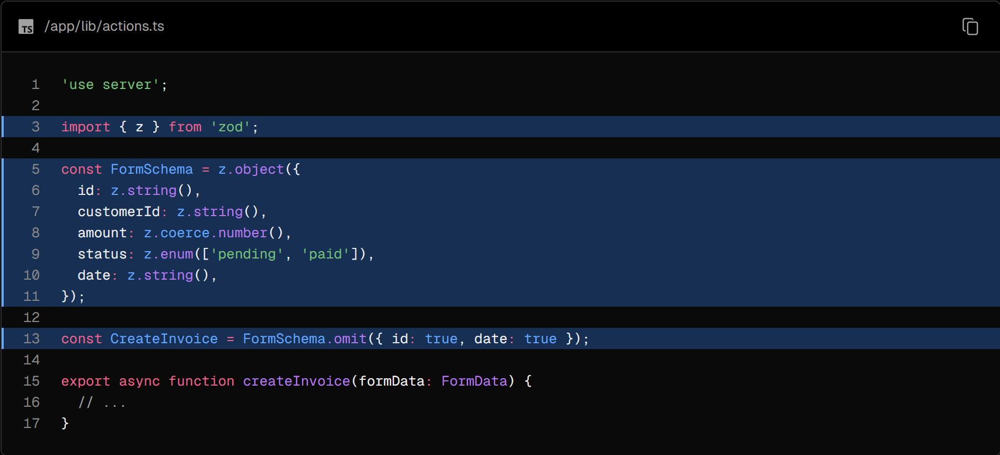 TS /app/lib/actions.ts
1 'use server';
2
3 import { z } from 'zod';
4
5 const FormSchema = z.object({
6   id: z.string(),
7   customerId: z.string(),
8   amount: z.coerce.number(),
9   status: z.enum(['pending', 'paid']),
10   date: z.string(),
11 });
12
13 const CreateInvoice = FormSchema.omit({ id: true, date: true });
14
15 export async function createInvoice(formData: FormData) {
16   // ...
17 }